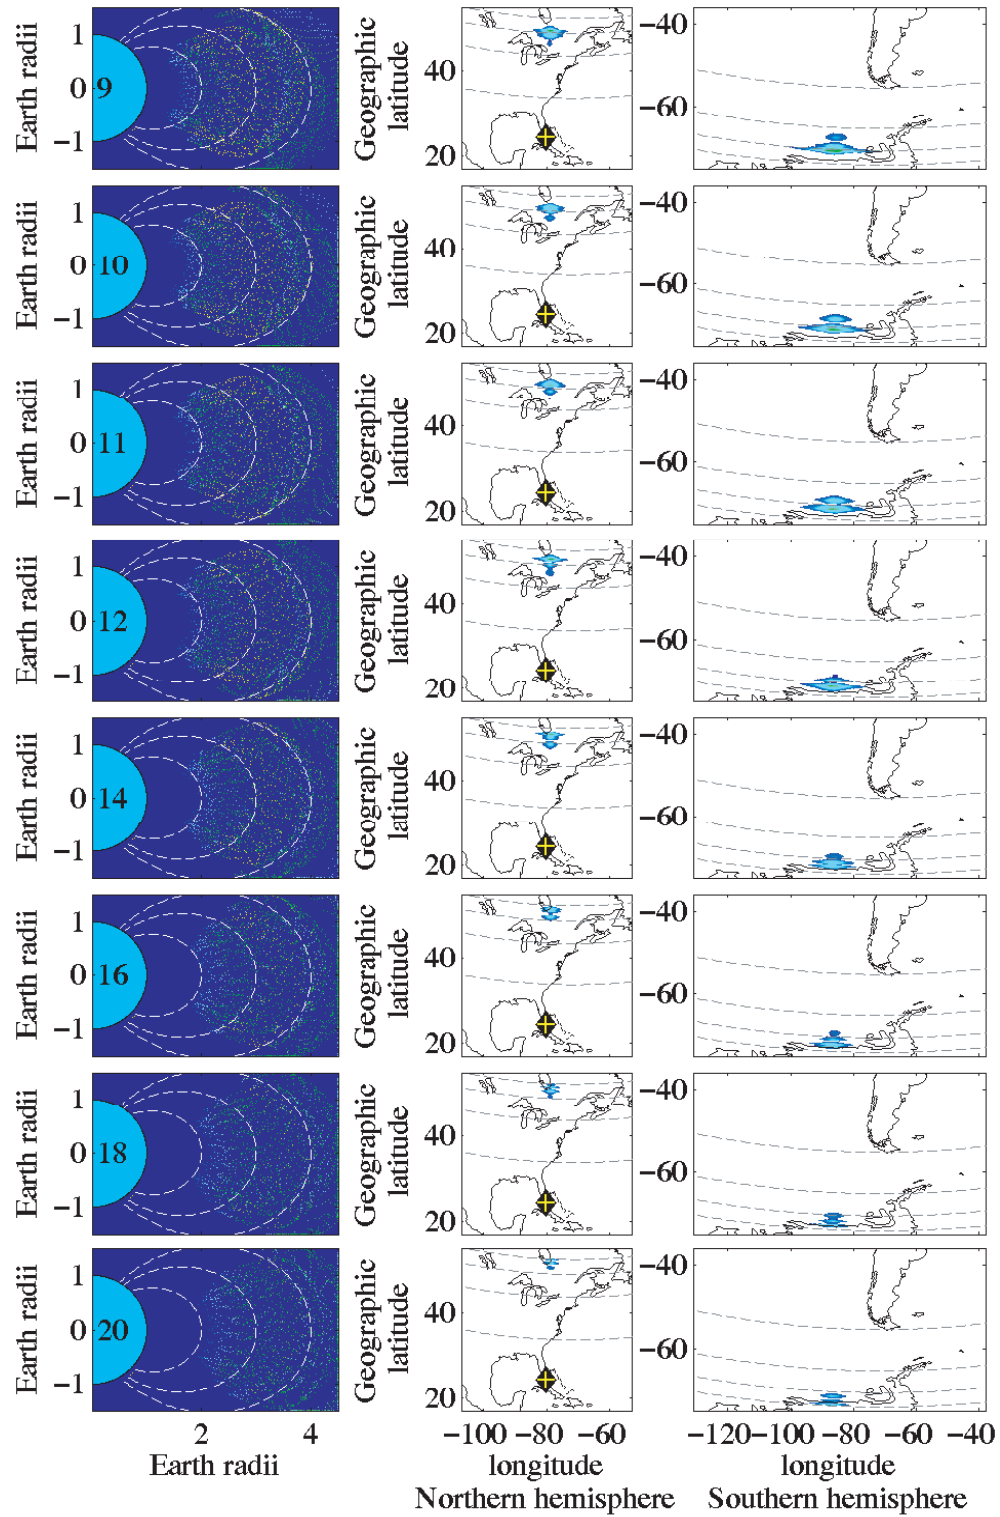 Earth radii
1
0
−1
9
Geographic
latitude
40
20
−40
−60
Earth radii
1
0
−1
10
Geographic
latitude
40
20
−40
−60
Earth radii
1
0
−1
11
Geographic
latitude
40
20
−40
−60
Earth radii
1
0
−1
12
Geographic
latitude
40
20
−40
−60
Earth radii
1
0
−1
14
Geographic
latitude
40
20
−40
−60
Earth radii
1
0
−1
16
Geographic
latitude
40
20
−40
−60
Earth radii
1
0
−1
18
Geographic
latitude
40
20
−40
−60
Earth radii
1
0
−1
20
Geographic
latitude
40
20
−40
−60
2 4
Earth radii
−100 −80 −60
longitude
Northern hemisphere
−120 −100 −80 −60 −40
longitude
Southern hemisphere